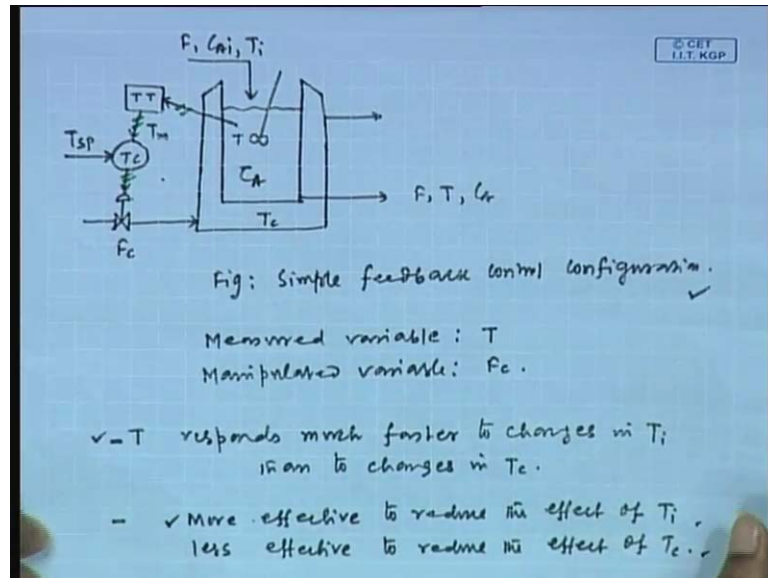 F, CAi, Ti
© CET
I.I.T. KGP
TT
Tm
TSP
TC
T
CA
Tc
Fc
F, T, CA
Fig: Simple feedback control configuration.
Measured variable: T
Manipulated variable: Fc.
✓ - T responds much faster to changes in Ti
than to changes in Tc.
- ✓ More effective to reduce the effect of Ti.
less effective to reduce the effect of Tc.